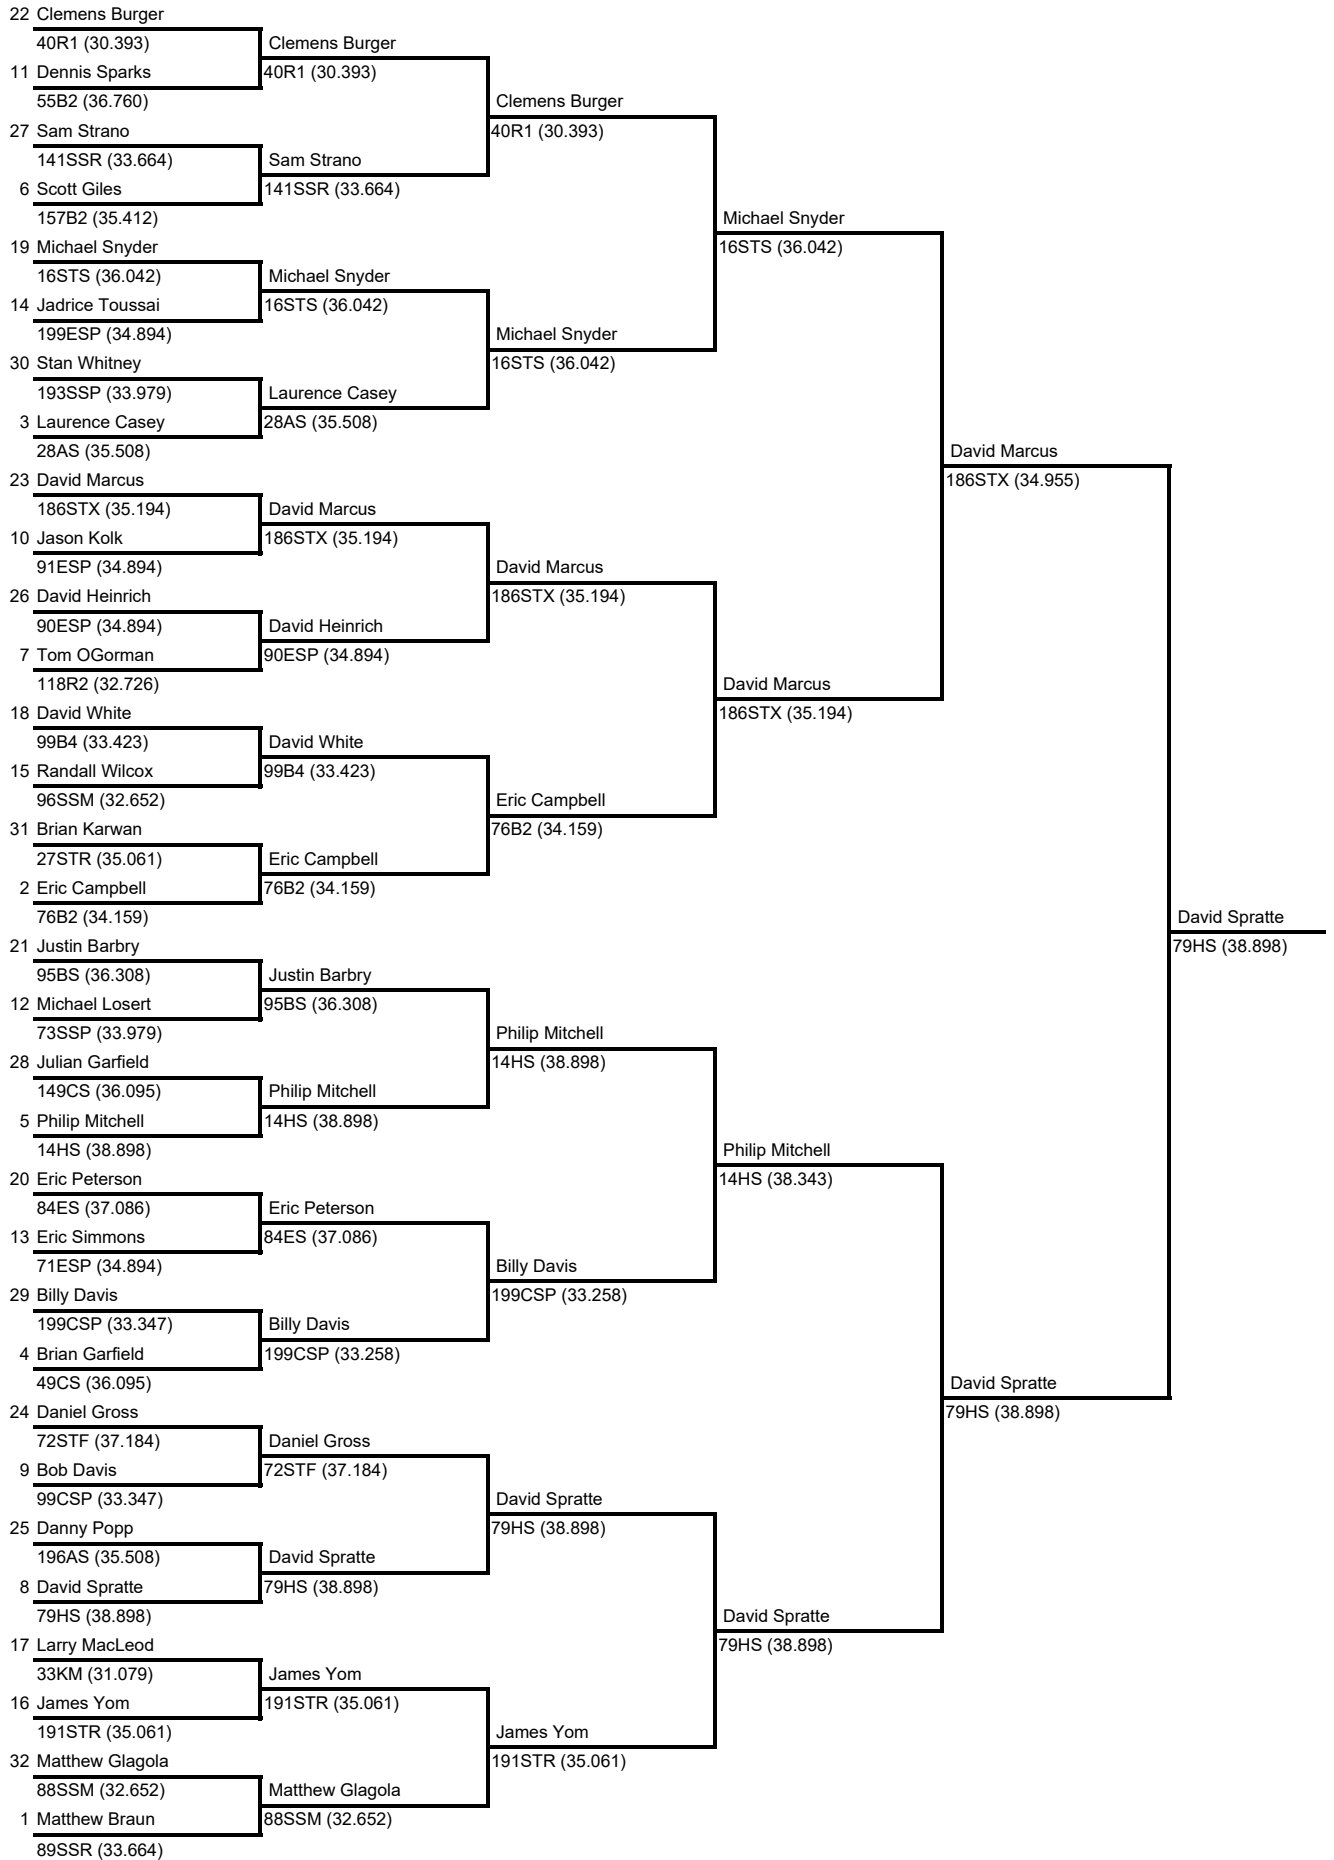 22 Clemens Burger
40R1 (30.393)
Clemens Burger
11 Dennis Sparks
40R1 (30.393)
55B2 (36.760)
Clemens Burger
27 Sam Strano
40R1 (30.393)
141SSR (33.664)
Sam Strano
6 Scott Giles
141SSR (33.664)
157B2 (35.412)
Michael Snyder
19 Michael Snyder
16STS (36.042)
16STS (36.042)
Michael Snyder
14 Jadrice Toussai
16STS (36.042)
199ESP (34.894)
Michael Snyder
30 Stan Whitney
16STS (36.042)
193SSP (33.979)
Laurence Casey
3 Laurence Casey
28AS (35.508)
28AS (35.508)
David Marcus
23 David Marcus
186STX (34.955)
186STX (35.194)
David Marcus
10 Jason Kolk
186STX (35.194)
91ESP (34.894)
David Marcus
26 David Heinrich
186STX (35.194)
90ESP (34.894)
David Heinrich
7 Tom OGorman
90ESP (34.894)
118R2 (32.726)
David Marcus
18 David White
186STX (35.194)
99B4 (33.423)
David White
15 Randall Wilcox
99B4 (33.423)
96SSM (32.652)
Eric Campbell
31 Brian Karwan
76B2 (34.159)
27STR (35.061)
Eric Campbell
2 Eric Campbell
76B2 (34.159)
76B2 (34.159)
David Spratte
21 Justin Barbry
79HS (38.898)
95BS (36.308)
Justin Barbry
12 Michael Losert
95BS (36.308)
73SSP (33.979)
Philip Mitchell
28 Julian Garfield
14HS (38.898)
149CS (36.095)
Philip Mitchell
5 Philip Mitchell
14HS (38.898)
14HS (38.898)
Philip Mitchell
20 Eric Peterson
14HS (38.343)
84ES (37.086)
Eric Peterson
13 Eric Simmons
84ES (37.086)
71ESP (34.894)
Billy Davis
29 Billy Davis
199CSP (33.258)
199CSP (33.347)
Billy Davis
4 Brian Garfield
199CSP (33.258)
49CS (36.095)
David Spratte
24 Daniel Gross
79HS (38.898)
72STF (37.184)
Daniel Gross
9 Bob Davis
72STF (37.184)
99CSP (33.347)
David Spratte
25 Danny Popp
79HS (38.898)
196AS (35.508)
David Spratte
8 David Spratte
79HS (38.898)
79HS (38.898)
David Spratte
17 Larry MacLeod
79HS (38.898)
33KM (31.079)
James Yom
16 James Yom
191STR (35.061)
191STR (35.061)
James Yom
32 Matthew Glagola
191STR (35.061)
88SSM (32.652)
Matthew Glagola
1 Matthew Braun
88SSM (32.652)
89SSR (33.664)